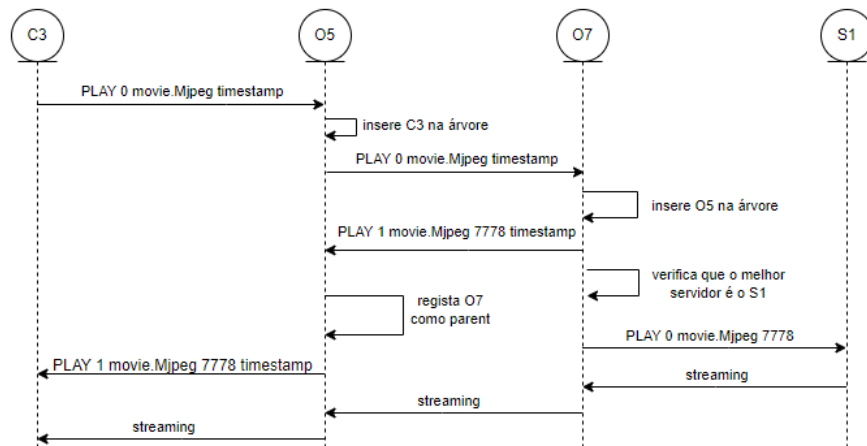 C3
O5
O7
S1
PLAY 0 movie.Mjpeg timestamp
insere C3 na árvore
PLAY 0 movie.Mjpeg timestamp
insere O5 na árvore
PLAY 1 movie.Mjpeg 7778 timestamp
verifica que o melhor
servidor é o S1
regista O7
como parent
PLAY 0 movie.Mjpeg 7778
PLAY 1 movie.Mjpeg 7778 timestamp
streaming
streaming
streaming